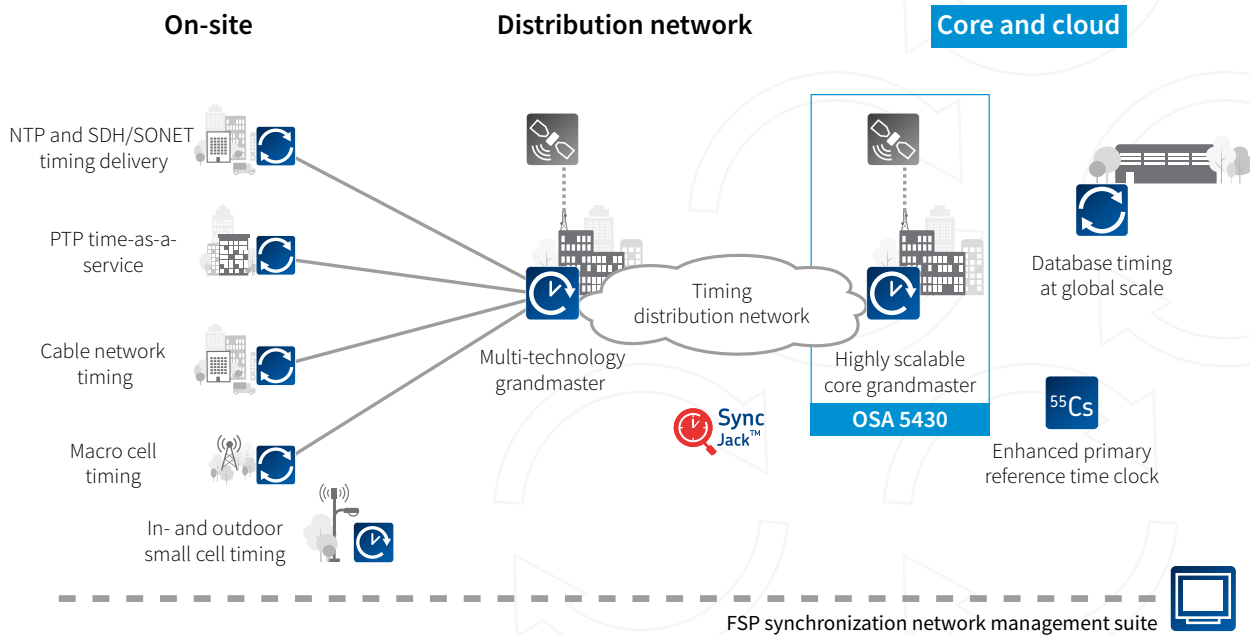 On-site
Distribution network
Core and cloud
NTP and SDH/SONET
timing delivery
PTP time-as-a-
service
Cable network
timing
Macro cell
timing
In- and outdoor
small cell timing
Multi-technology
grandmaster
Timing
distribution network
Sync
Jack™
Highly scalable
core grandmaster
OSA 5430
Database timing
at global scale
⁵⁵Cs
Enhanced primary
reference time clock
FSP synchronization network management suite